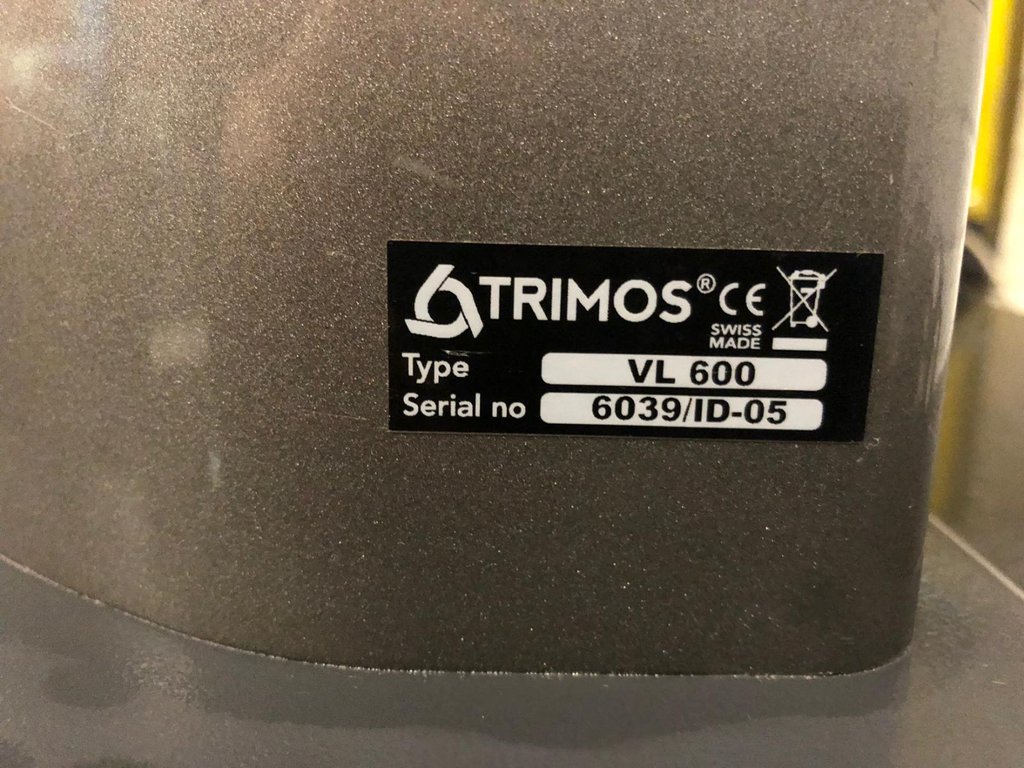 TRIMOS® CE
SWISS
MADE
Type VL 600
Serial no 6039/ID-05